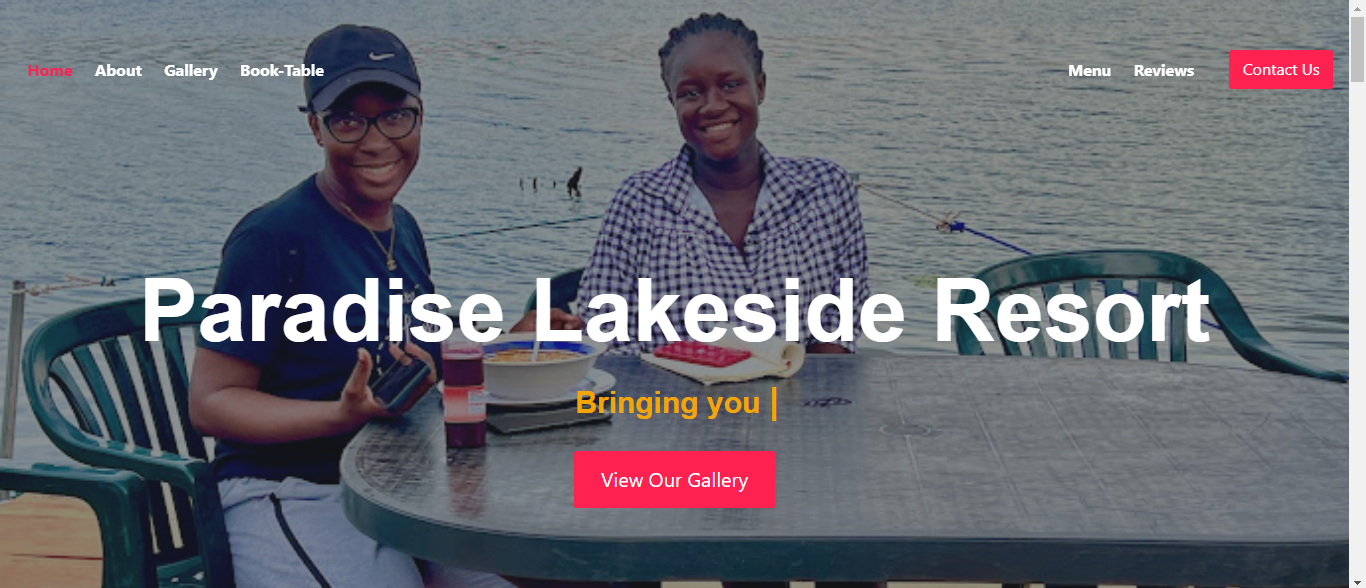 Home About Gallery Book-Table Menu Reviews Contact Us
Paradise Lakeside Resort
Bringing you
View Our Gallery